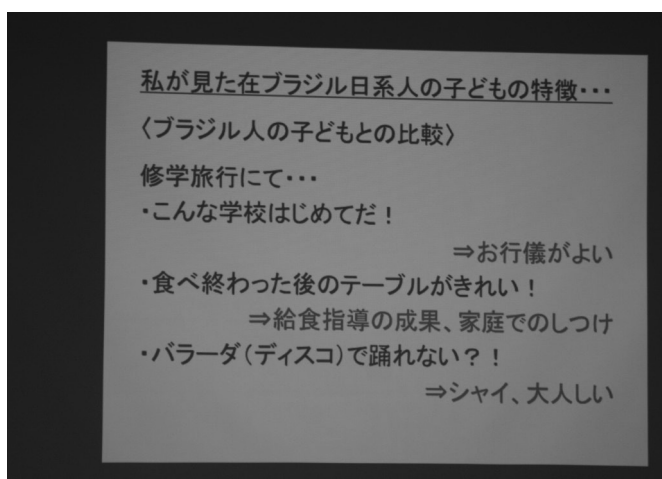 私が見た在ブラジル日系人の子どもの特徴・・・
〈ブラジル人の子どもとの比較〉
修学旅行にて・・・
・こんな学校はじめてだ！
⇒お行儀がよい
・食べ終わった後のテーブルがきれい！
⇒給食指導の成果、家庭でのしつけ
・バラーダ（ディスコ）で踊れない？！
⇒シャイ、大人しい